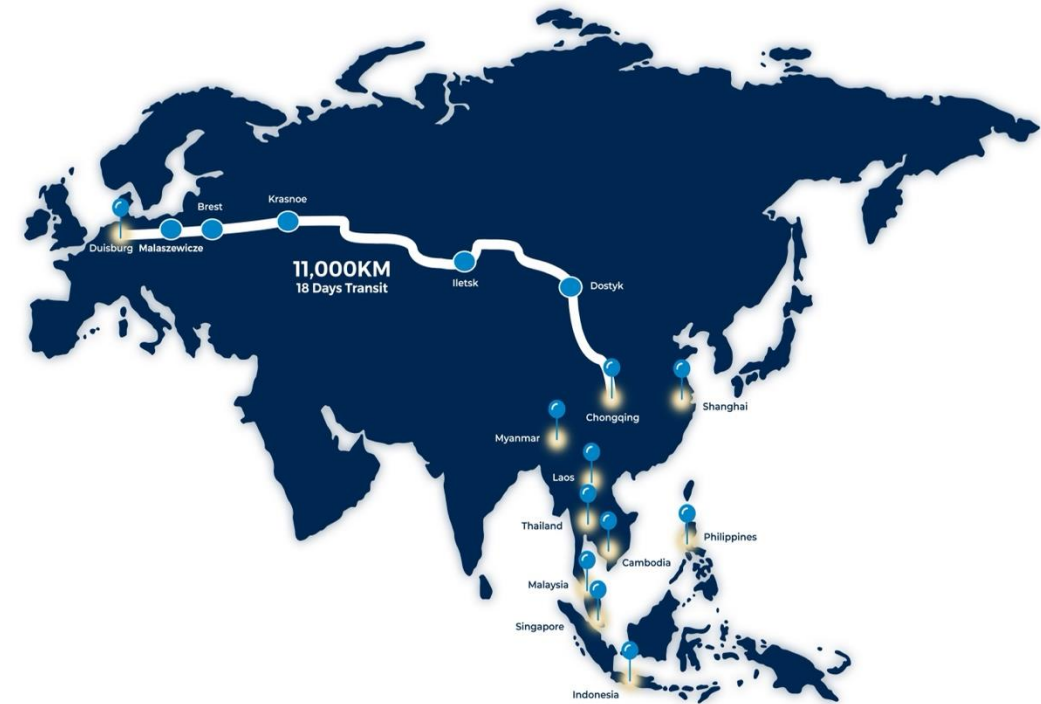 Krasnoe
Brest
Duisburg
Malaszewicze
11,000KM
18 Days Transit
Iletsk
Dostyk
Chongqing
Shanghai
Myanmar
Laos
Thailand
Philippines
Cambodia
Malaysia
Singapore
Indonesia